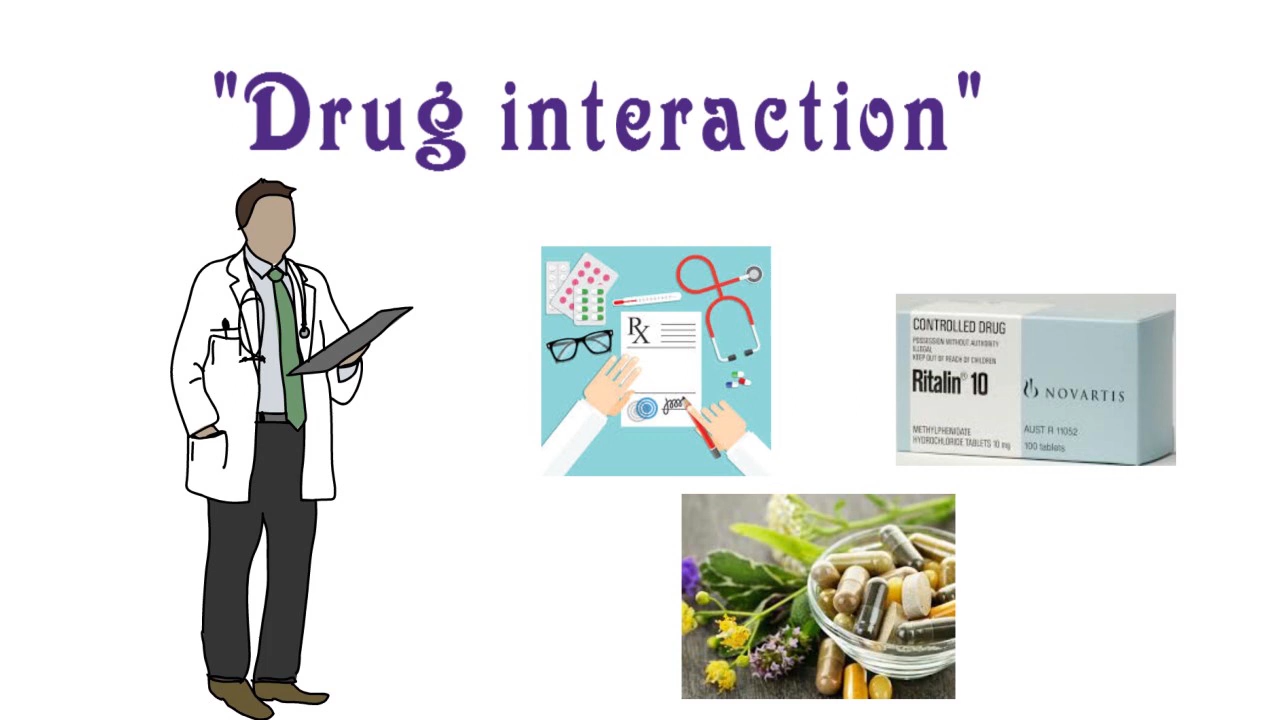 "Drug interaction"
Rx
CONTROLLED DRUG
POSSESSION WITHOUT AUTHORITY
ILLEGAL
KEEP OUT OF REACH OF CHILDREN
Ritalin® 10
METHYLPHENIDATE
HYDROCHLORIDE TABLETS 10 mg
NOVARTIS
AUST R 11052
100 tablets